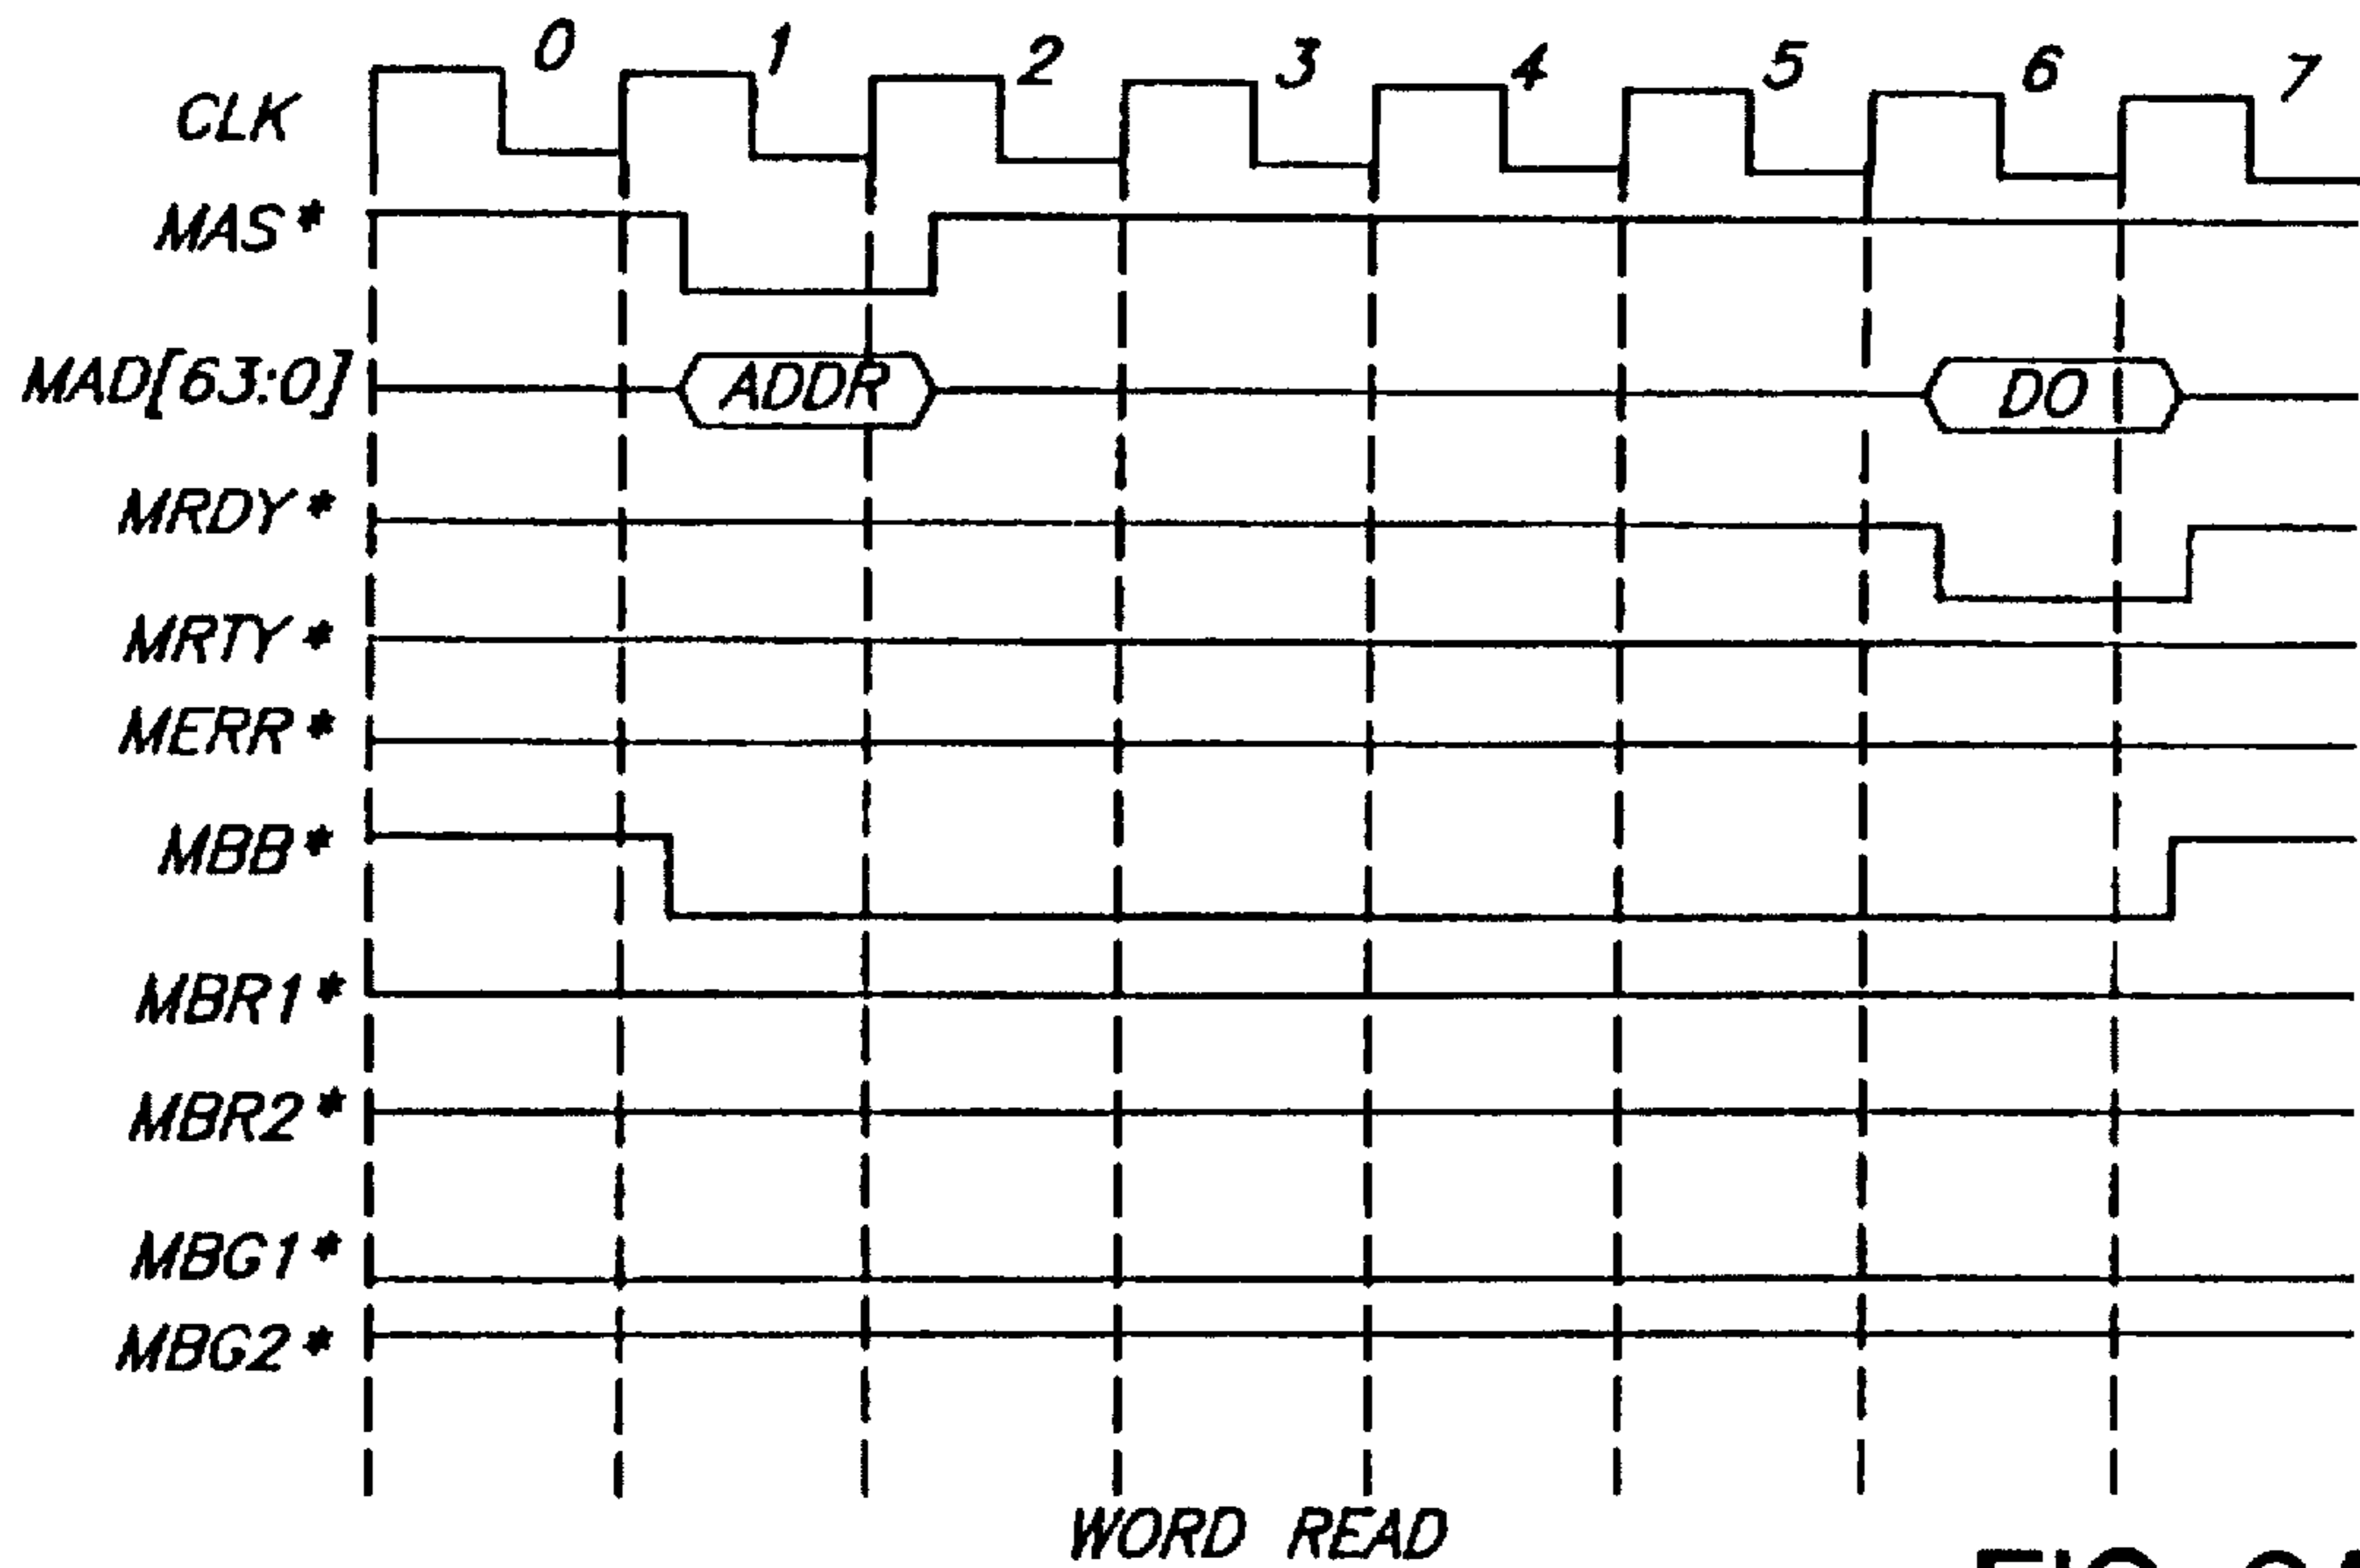 0 1 2 3 4 5 6 7
CLK
MAS*
MAD[63:0] ADDR DO
MRDY*
MRTY*
MERR*
MBB*
MBR1*
MBR2*
MBG1*
MBG2*
WORD READ